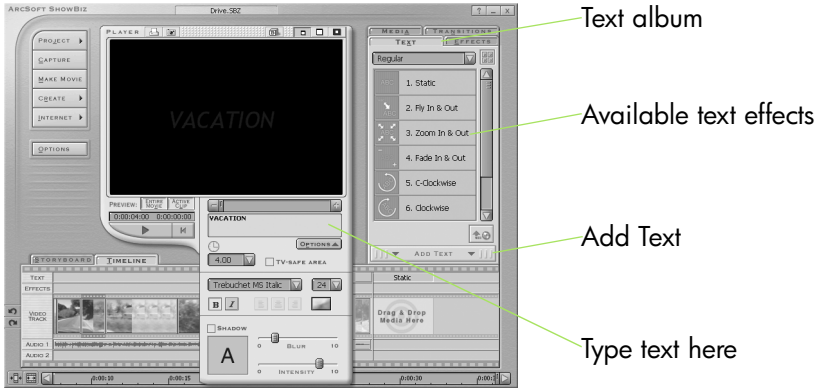 ArcSoft ShowBiz
Drive.SBZ
Text album
Project
Capture
Make Movie
Create
Internet
Options
Player
VACATION
Media
Transitions
Text
Effects
Regular
1. Static
2. Fly In & Out
3. Zoom In & Out
4. Fade In & Out
5. C-Clockwise
6. Clockwise
Available text effects
Add Text
Add Text
Preview:
Entire Movie
Active Clip
0:00:04:00 0:00:00:00
VACATION
Options
4.00
TV-safe area
Trebuchet MS Italic
24
B I
Shadow
A
0 Blur 10
0 Intensity 10
Type text here
Storyboard
Timeline
Text
Static
Effects
Video Track
Drag & Drop Media Here
Audio 1
Audio 2
0:00:10
0:00:15
0:00:30